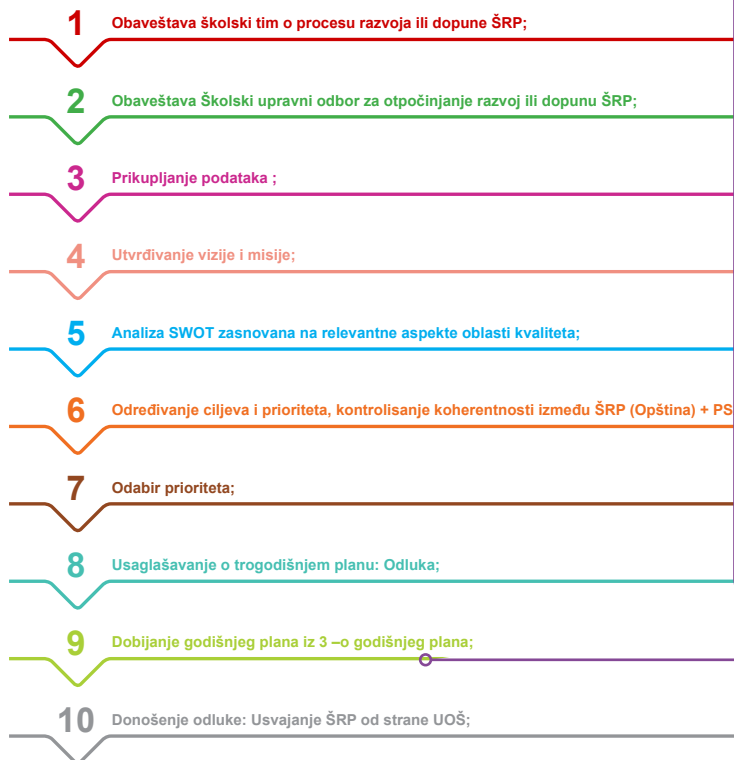 1 Obaveštava školski tim o procesu razvoja ili dopune ŠRP;
2 Obaveštava Školski upravni odbor za otpočinjanje razvoj ili dopunu ŠRP;
3 Prikupljanje podataka ;
4 Utvrđivanje vizije i misije;
5 Analiza SWOT zasnovana na relevantne aspekte oblasti kvaliteta;
6 Određivanje ciljeva i prioriteta, kontrolisanje koherentnosti između ŠRP (Opština) + PS
7 Odabir prioriteta;
8 Usaglašavanje o trogodišnjem planu: Odluka;
9 Dobijanje godišnjeg plana iz 3 –o godišnjeg plana;
10 Donošenje odluke: Usvajanje ŠRP od strane UOŠ;